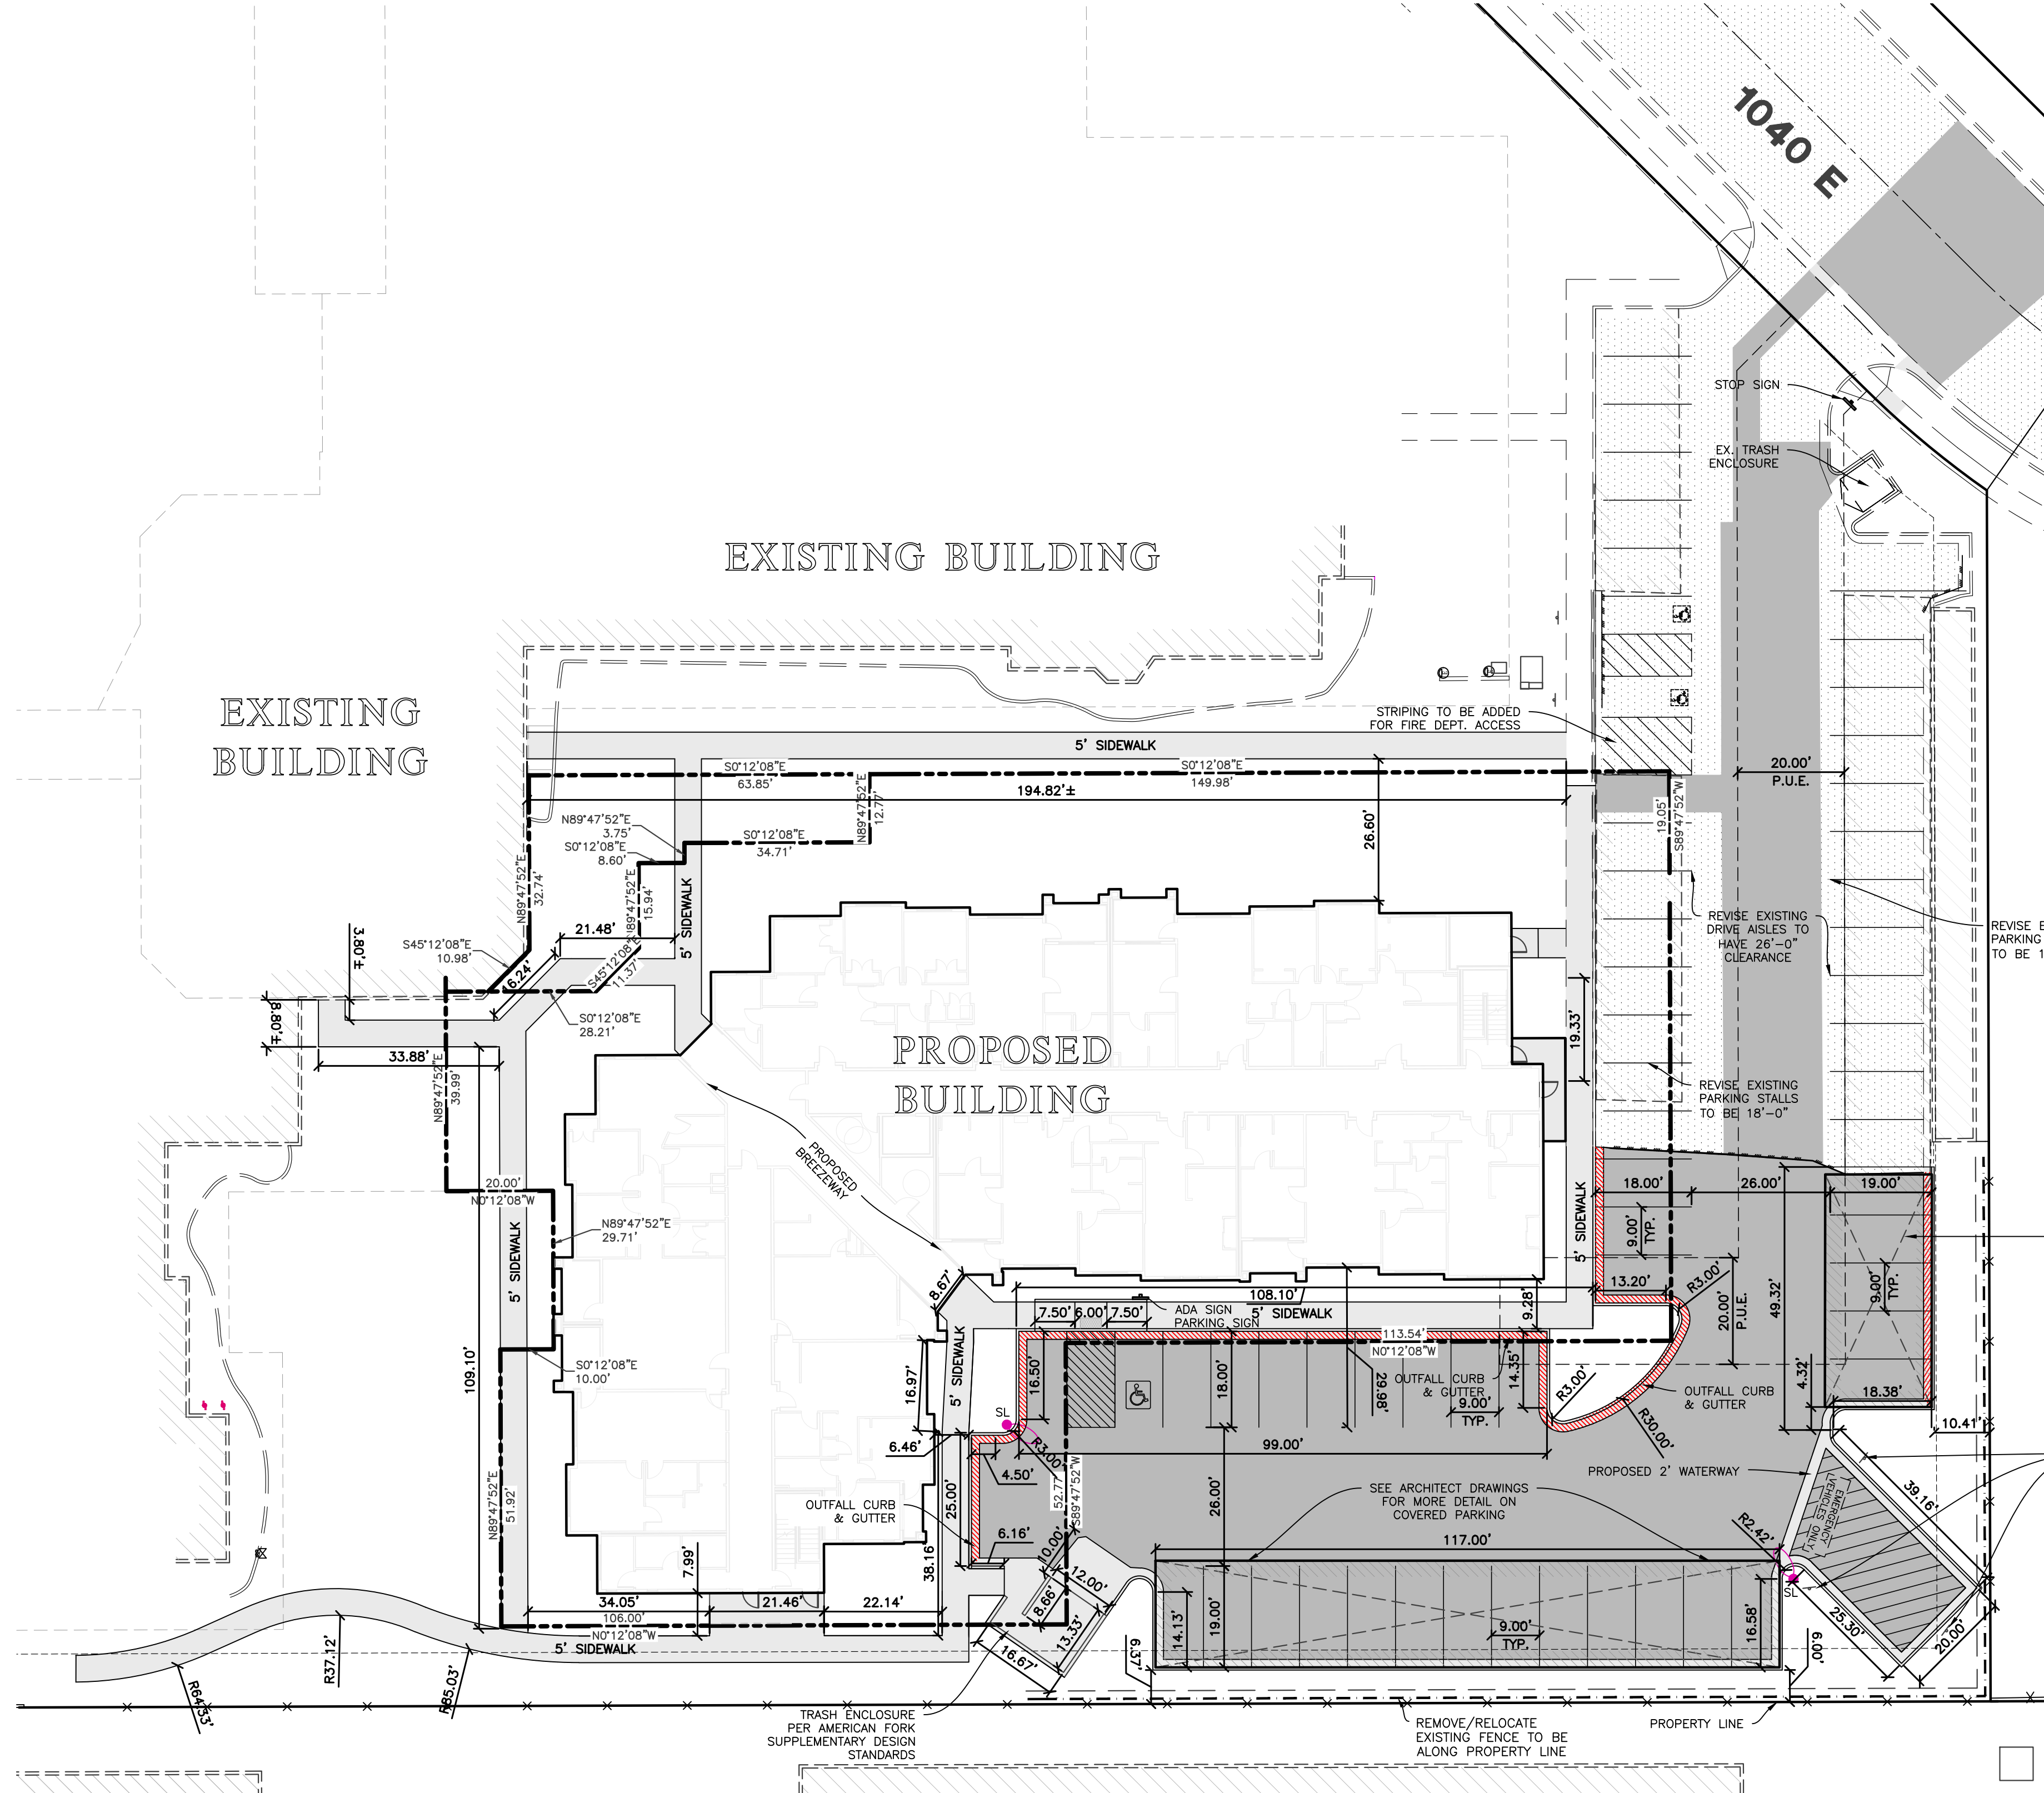 1040 E
STOP SIGN
EX. TRASH
ENCLOSURE
EXISTING BUILDING
EXISTING
BUILDING
STRIPING TO BE ADDED
FOR FIRE DEPT. ACCESS
5' SIDEWALK
20.00'
P.U.E.
S0°12'08"E
63.85'
N89°47'52"E
12.77'
S0°12'08"E
149.98'
194.82'±
19.05'
S89°47'52"W
26.60'
N89°47'52"E
3.75'
S0°12'08"E
8.60'
S0°12'08"E
34.71'
N89°47'52"E
32.74'
N89°47'52"E
15.94'
5' SIDEWALK
21.48'
S45°12'08"E
10.98'
16.24'
S45°12'08"E
11.37'
3.80'±
8.80'±
S0°12'08"E
28.21'
33.88'
N89°47'52"E
39.99'
REVISE EXISTING
DRIVE AISLES TO
HAVE 26'-0"
CLEARANCE
REVISE E
PARKING
TO BE 1
PROPOSED
BUILDING
19.33'
REVISE EXISTING
PARKING STALLS
TO BE 18'-0"
PROPOSED
BREEZEWAY
20.00'
N0°12'08"W
N89°47'52"E
29.71'
5' SIDEWALK
5' SIDEWALK
18.00'
26.00'
19.00'
9.00'
TYP.
9.00'
TYP.
49.32'
13.20'
R3.00'
20.00'
P.U.E.
8.67'
108.10'
9.28'
7.50'
6.00'
7.50'
ADA SIGN
PARKING SIGN
5' SIDEWALK
113.54'
N0°12'08"W
S0°12'08"E
10.00'
109.10'
16.97'
5' SIDEWALK
16.50'
18.00'
29.98'
OUTFALL CURB
& GUTTER
14.35'
9.00'
TYP.
R3.00'
OUTFALL CURB
& GUTTER
R30.00'
4.32'
18.38'
10.41'
SL
R3.00'
6.46'
4.50'
99.00'
PROPOSED 2' WATERWAY
N89°47'52"E
51.92'
OUTFALL CURB
& GUTTER
25.00'
52.77'
S89°47'52"W
26.00'
SEE ARCHITECT DRAWINGS
FOR MORE DETAIL ON
COVERED PARKING
EMERGENCY
VEHICLES ONLY
39.16'
R2.42'
117.00'
6.16'
10.00'
12.00'
8.66'
13.33'
16.67'
38.16'
7.99'
34.05'
21.46'
22.14'
106.00'
N0°12'08"W
5' SIDEWALK
14.13'
19.00'
9.00'
TYP.
16.58'
SL
25.30'
20.00'
6.37'
6.00'
R64.33'
R37.12'
R85.03'
TRASH ENCLOSURE
PER AMERICAN FORK
SUPPLEMENTARY DESIGN
STANDARDS
REMOVE/RELOCATE
EXISTING FENCE TO BE
ALONG PROPERTY LINE
PROPERTY LINE